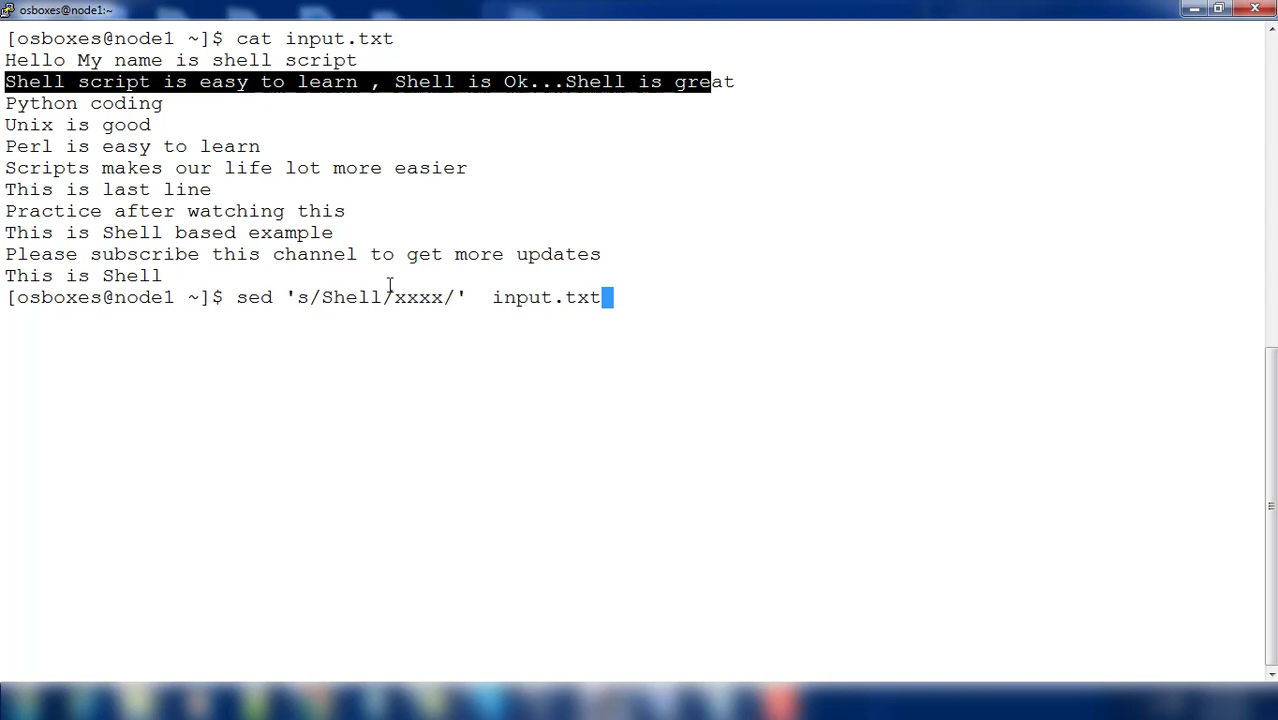 osboxes@node1:~
[osboxes@node1 ~]$ cat input.txt
Hello My name is shell script
Shell script is easy to learn , Shell is Ok...Shell is great
Python coding
Unix is good
Perl is easy to learn
Scripts makes our life lot more easier
This is last line
Practice after watching this
This is Shell based example
Please subscribe this channel to get more updates
This is Shell
[osboxes@node1 ~]$ sed 's/Shell/xxxx/'  input.txt